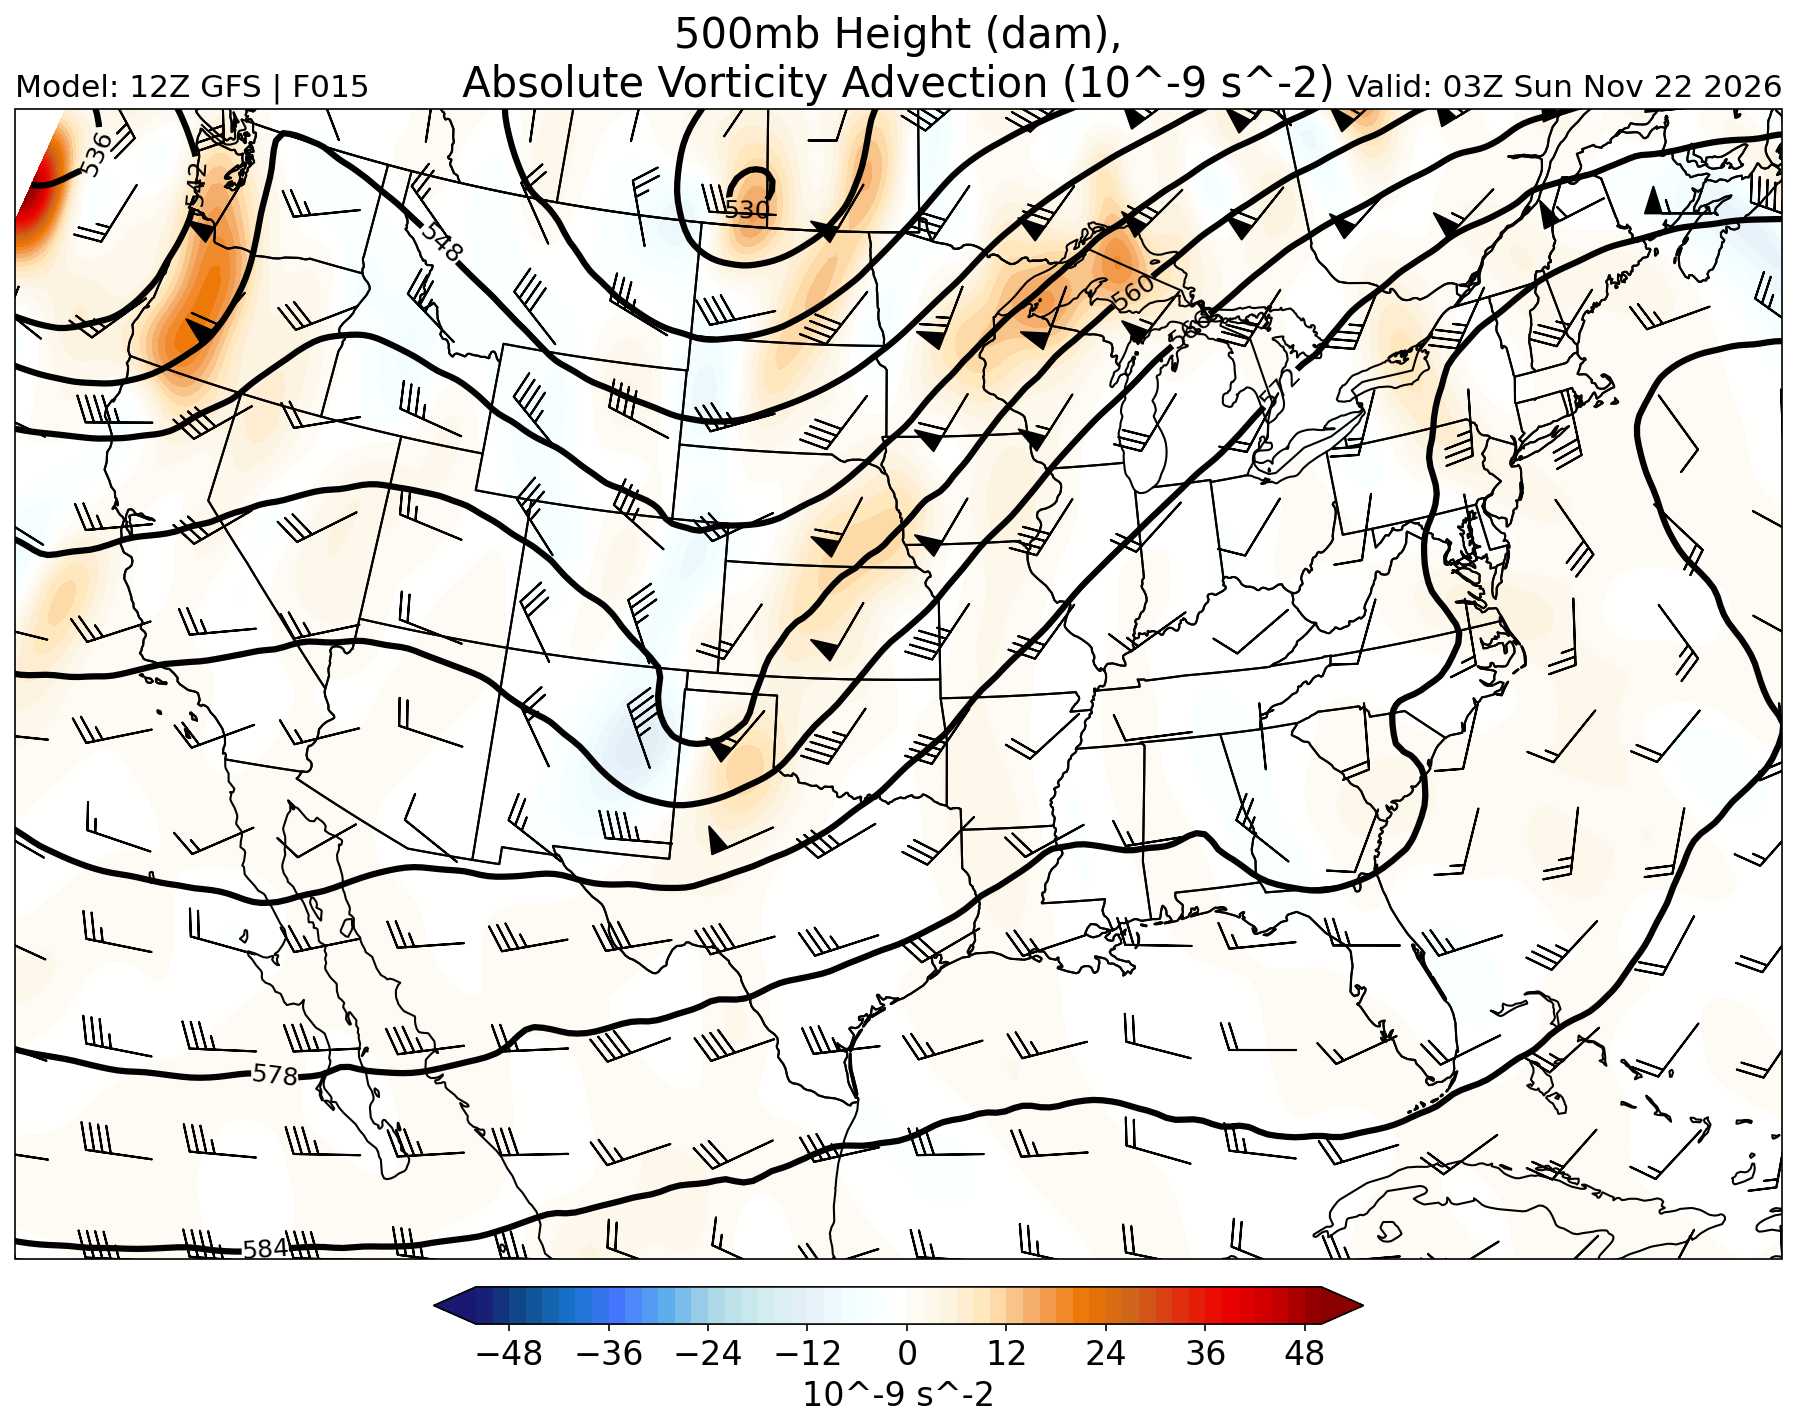 500mb Height (dam),
Model: 12Z GFS | F015
Absolute Vorticity Advection (10^-9 s^-2)
Valid: 03Z Sun Nov 22 2026
536
542
530
548
560
578
584
−48 −36 −24 −12 0 12 24 36 48
10^-9 s^-2